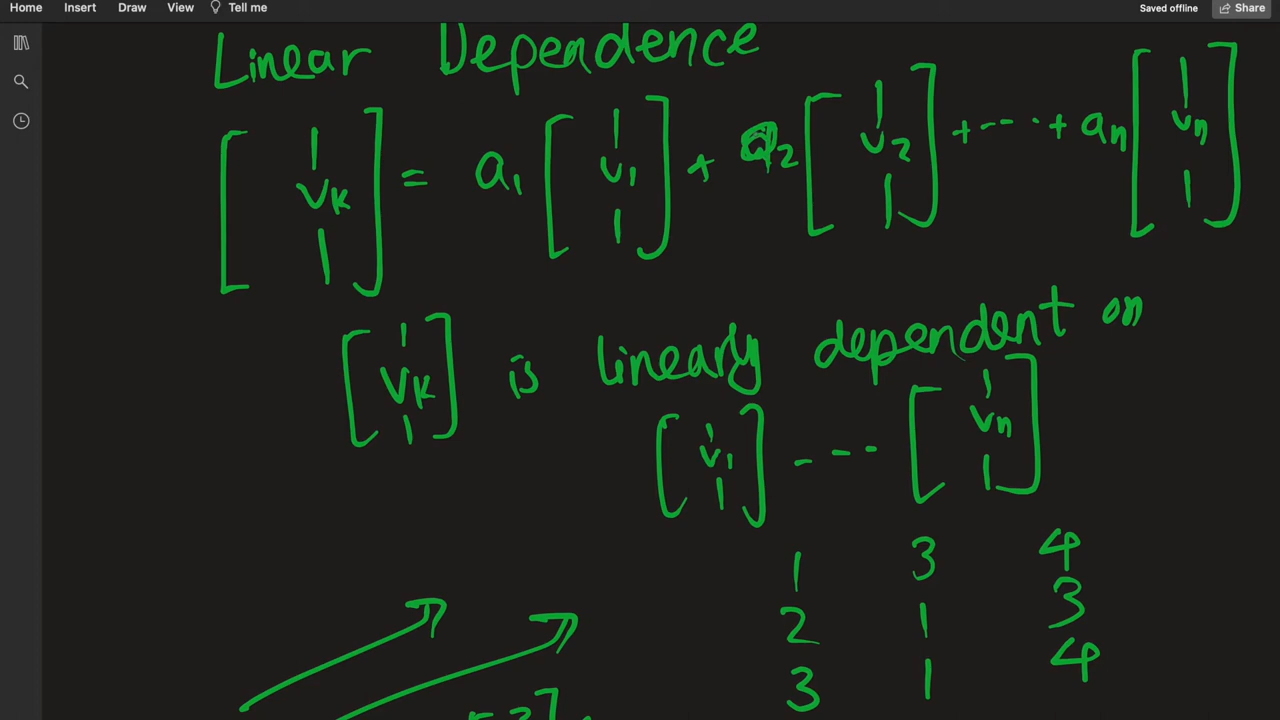 Home Insert Draw View Tell me Saved offline Share
Linear Dependence
[vk] = a1 [v1] + a2 [v2] + --- + an [vn]
[vk] is linearly dependent on
[v1] --- [vn]
1 3 4
2 1 3
3 1 4